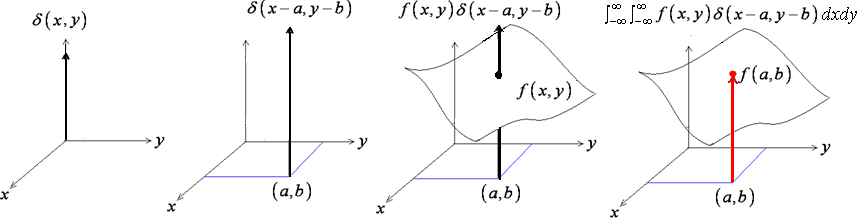 δ(x, y)
y
x
δ(x−a, y−b)
y
x
(a,b)
f(x, y)δ(x−a, y−b)
f(x, y)
y
x
(a,b)
∫_{-∞}^{∞}∫_{-∞}^{∞} f(x, y)δ(x−a, y−b) dxdy
f(a,b)
y
x
(a,b)